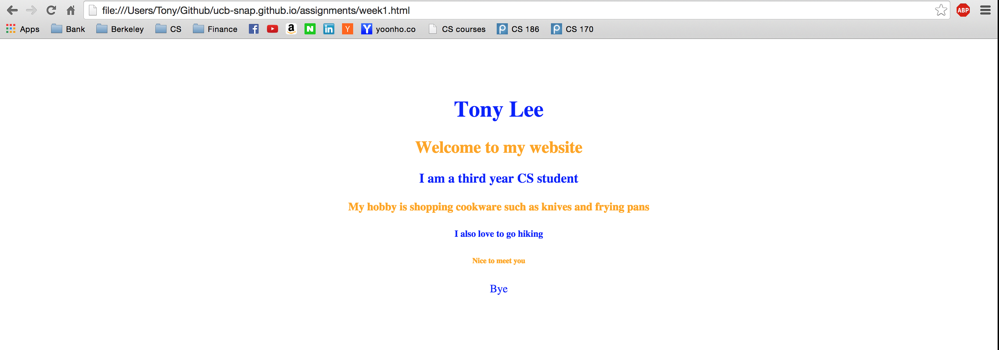 file:///Users/Tony/Github/ucb-snap.github.io/assignments/week1.html ABP
Apps Bank Berkeley CS Finance f a N in Y Y yoonho.co CS courses P CS 186 P CS 170
Tony Lee
Welcome to my website
I am a third year CS student
My hobby is shopping cookware such as knives and frying pans
I also love to go hiking
Nice to meet you
Bye